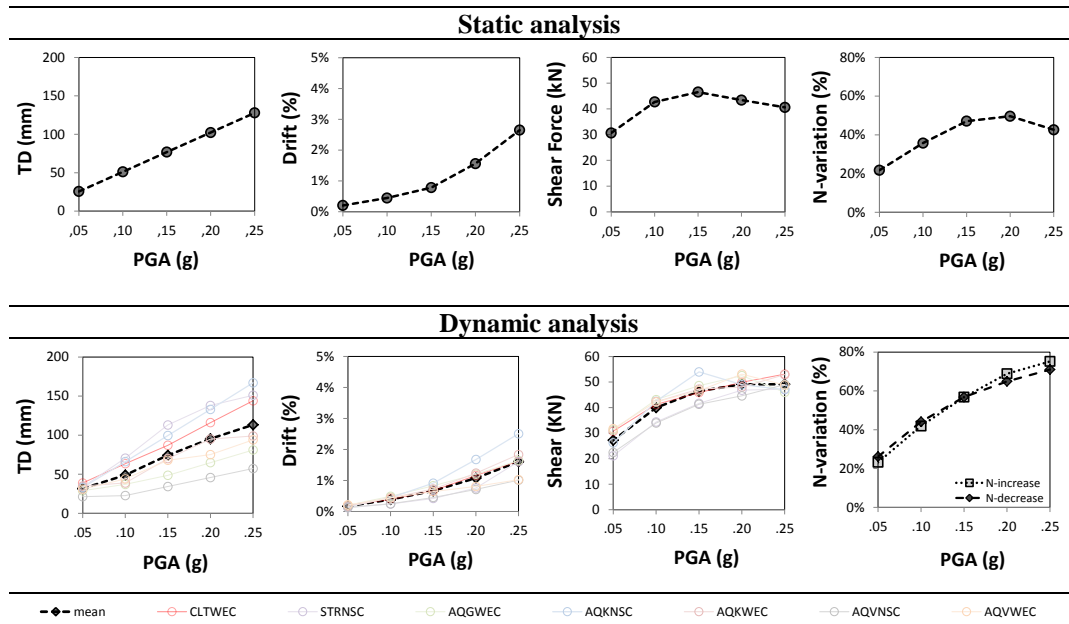 Static analysis
TD (mm)
200
150
100
50
0
,05 ,10 ,15 ,20 ,25
PGA (g)
Drift (%)
5%
4%
3%
2%
1%
0%
,05 ,10 ,15 ,20 ,25
PGA (g)
Shear Force (kN)
60
50
40
30
20
10
0
,05 ,10 ,15 ,20 ,25
PGA (g)
N-variation (%)
80%
60%
40%
20%
0%
,05 ,10 ,15 ,20 ,25
PGA (g)
Dynamic analysis
TD (mm)
200
150
100
50
0
.05 .10 .15 .20 .25
PGA (g)
Drift (%)
5%
4%
3%
2%
1%
0%
.05 .10 .15 .20 .25
PGA (g)
Shear (KN)
60
50
40
30
20
10
0
.05 .10 .15 .20 .25
PGA (g)
N-variation (%)
80%
60%
40%
20%
0%
N-increase
N-decrease
.05 .10 .15 .20 .25
PGA (g)
mean CLTWEC STRNSC AQGWEC AQKNSC AQKWEC AQVNSC AQVWEC